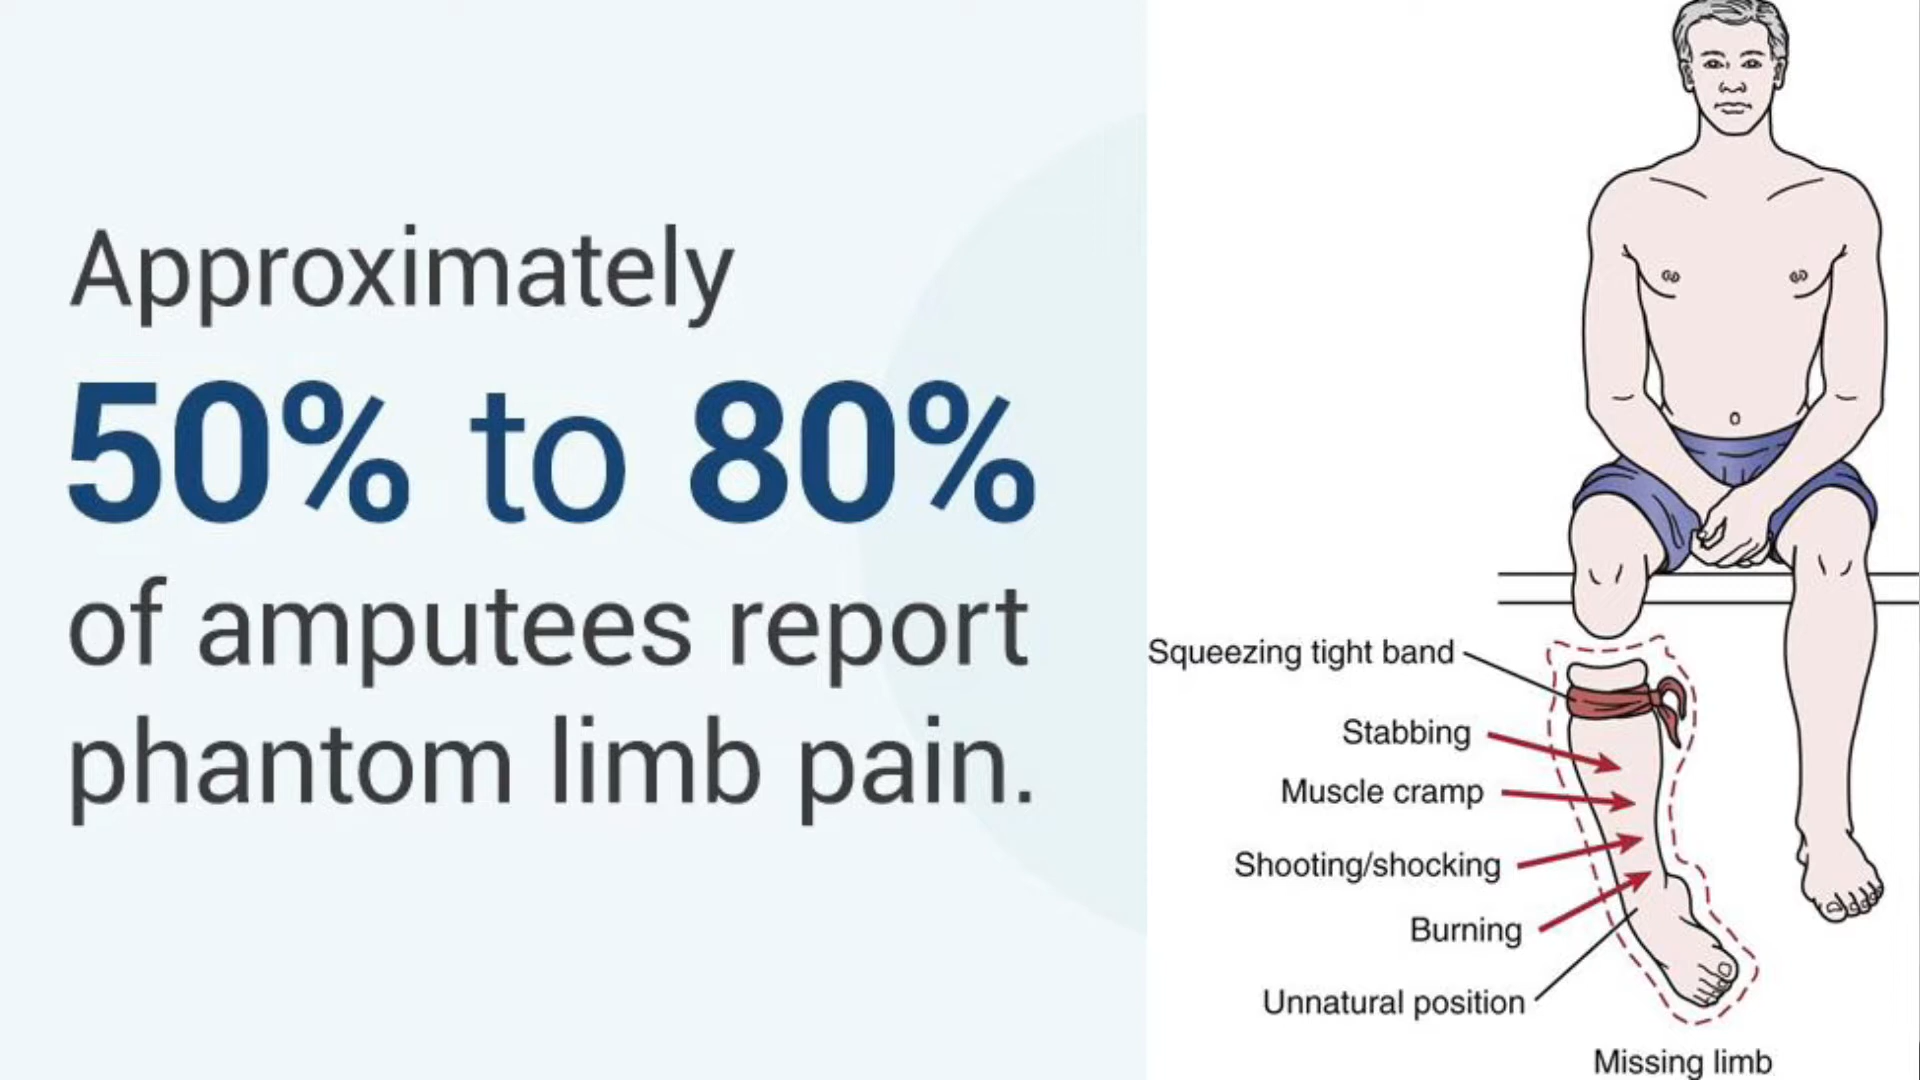 Approximately
50% to 80%
of amputees report
phantom limb pain.
Squeezing tight band
Stabbing
Muscle cramp
Shooting/shocking
Burning
Unnatural position
Missing limb